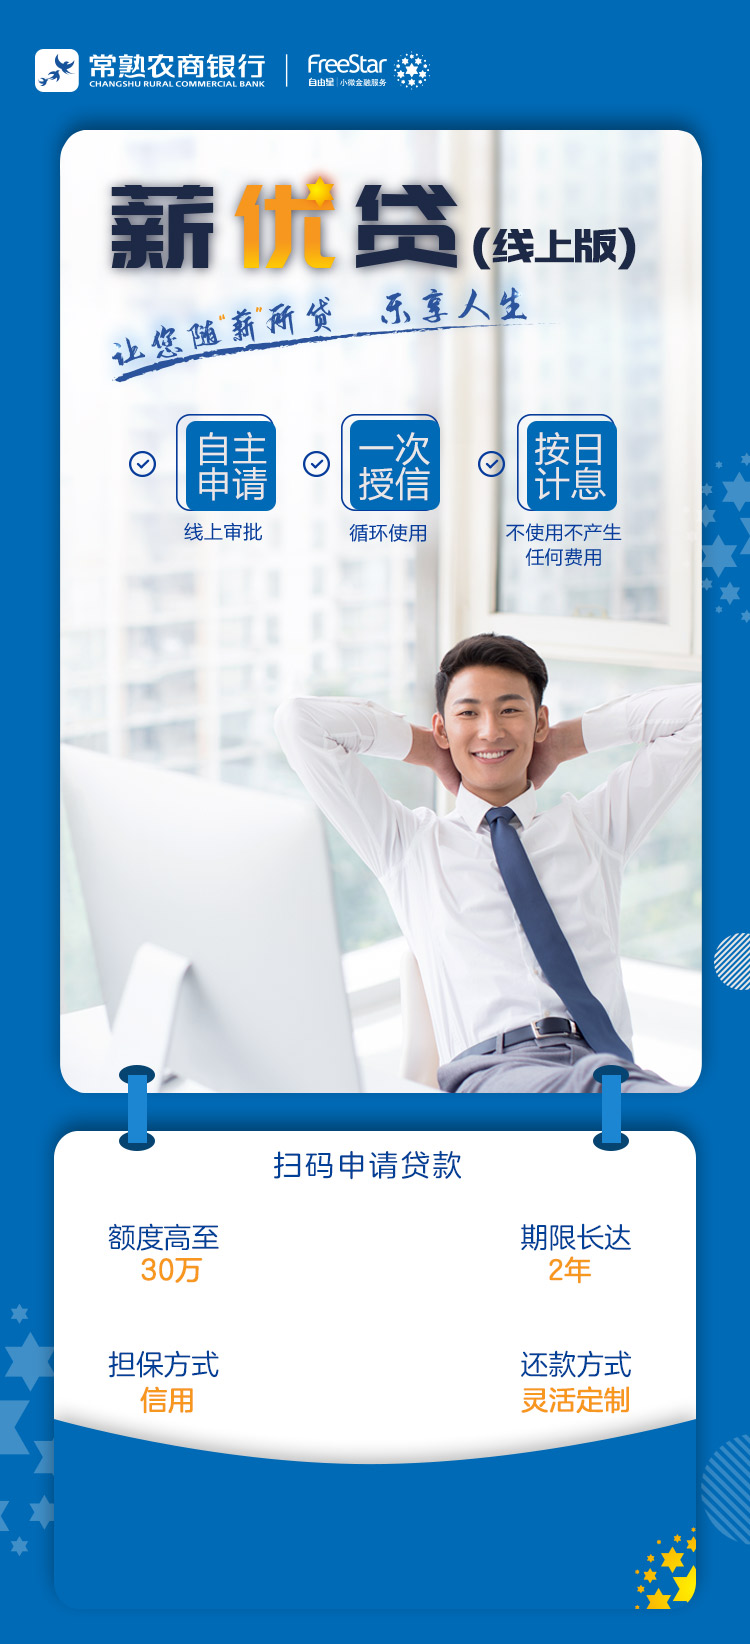 常熟农商银行
CHANGSHU RURAL COMMERCIAL BANK
FreeStar
自由星 小微金融服务
薪优贷(线上版)
让您随“薪”所贷 乐享人生
自主
申请
线上审批
一次
授信
循环使用
按日
计息
不使用不产生
任何费用
扫码申请贷款
额度高至
30万
期限长达
2年
担保方式
信用
还款方式
灵活定制